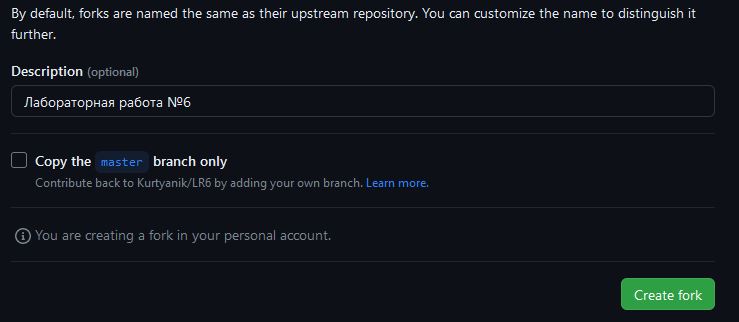 By default, forks are named the same as their upstream repository. You can customize the name to distinguish it
further.
Description (optional)
Лабораторная работа №6
Copy the master branch only
Contribute back to Kurtyanik/LR6 by adding your own branch. Learn more.
You are creating a fork in your personal account.
Create fork